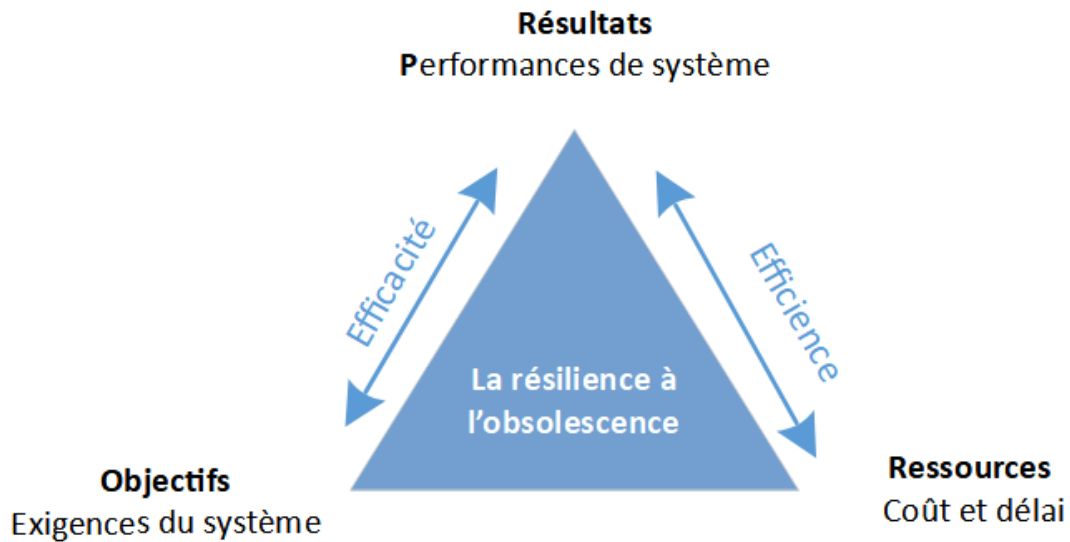 Résultats
Performances de système
Efficacité
Efficience
La résilience à
l’obsolescence
Objectifs
Exigences du système
Ressources
Coût et délai